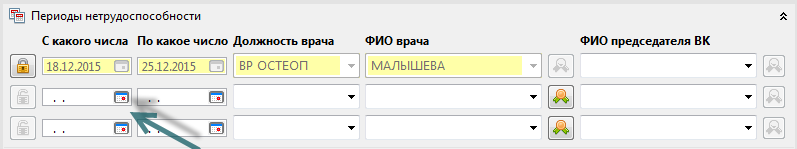 Периоды нетрудоспособности
С какого числа По какое число Должность врача ФИО врача ФИО председателя ВК
18.12.2015 25.12.2015 ВР ОСТЕОП МАЛЫШЕВА
. . . .
. . . .